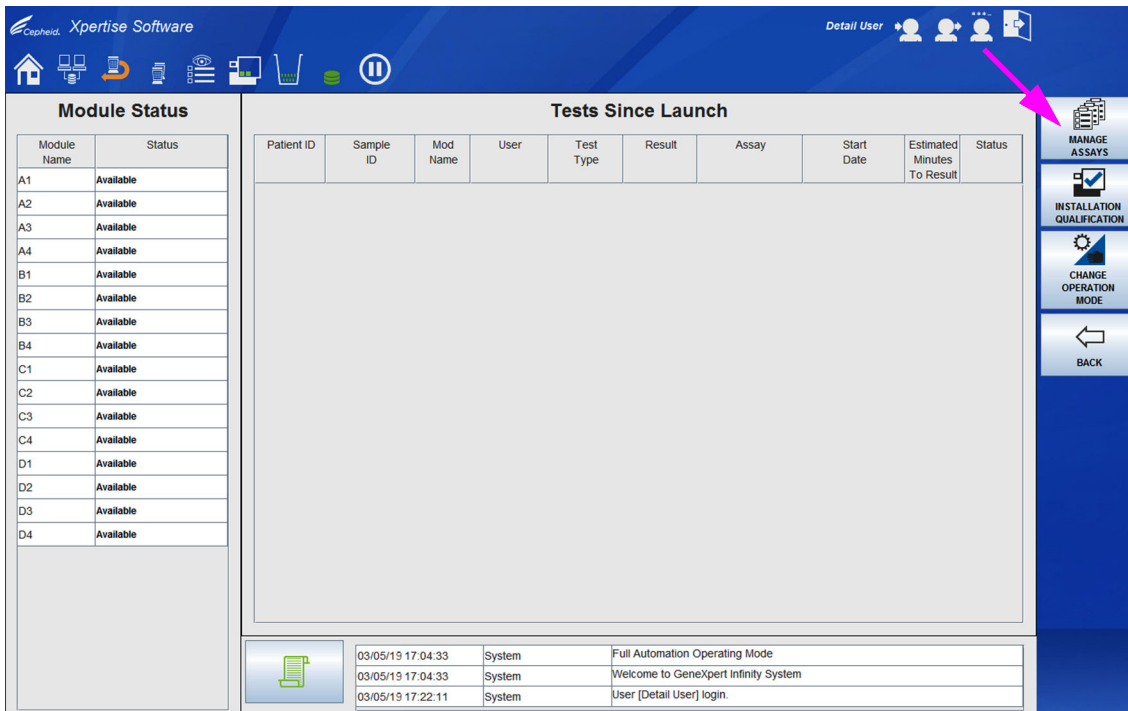 Cepheid. Xpertise Software
Detail User
Module Status
Tests Since Launch
Module Name
Status
Patient ID
Sample ID
Mod Name
User
Test Type
Result
Assay
Start Date
Estimated Minutes To Result
Status
A1 Available
A2 Available
A3 Available
A4 Available
B1 Available
B2 Available
B3 Available
B4 Available
C1 Available
C2 Available
C3 Available
C4 Available
D1 Available
D2 Available
D3 Available
D4 Available
03/05/19 17:04:33 System Full Automation Operating Mode
03/05/19 17:04:33 System Welcome to GeneXpert Infinity System
03/05/19 17:22:11 System User [Detail User] login.
MANAGE
ASSAYS
INSTALLATION
QUALIFICATION
CHANGE
OPERATION
MODE
BACK